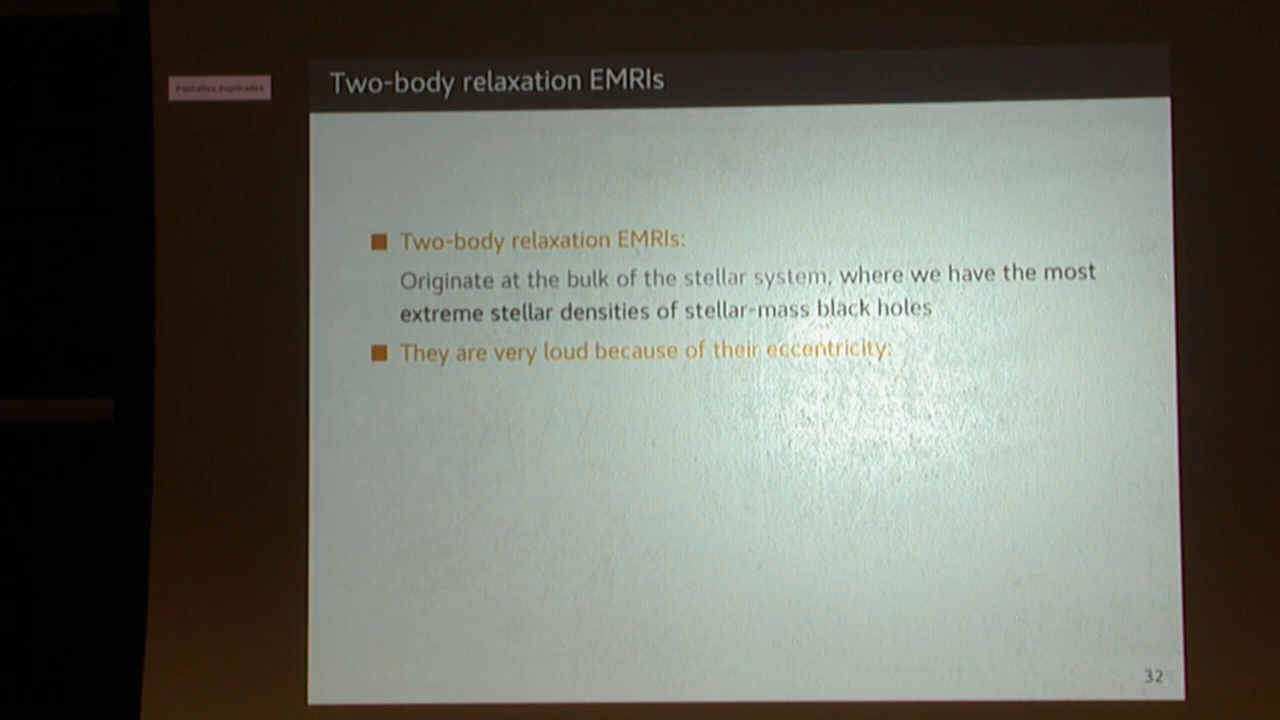 Pantallas duplicadas
Two-body relaxation EMRIs
Two-body relaxation EMRIs:
Originate at the bulk of the stellar system, where we have the most
extreme stellar densities of stellar-mass black holes
They are very loud because of their eccentricity:
32